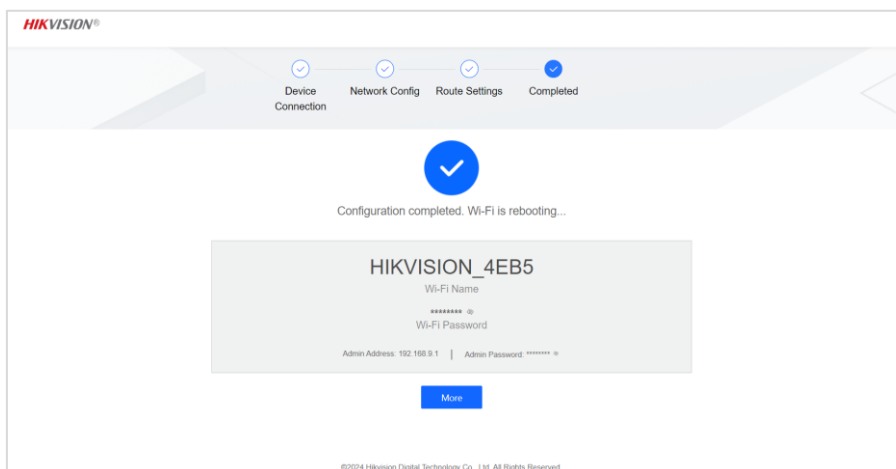 HIKVISION®
Device Connection
Network Config
Route Settings
Completed
Configuration completed. Wi-Fi is rebooting...
HIKVISION_4EB5
Wi-Fi Name
********
Wi-Fi Password
Admin Address: 192.168.9.1 | Admin Password: ********
More
©2024 Hikvision Digital Technology Co., Ltd. All Rights Reserved.